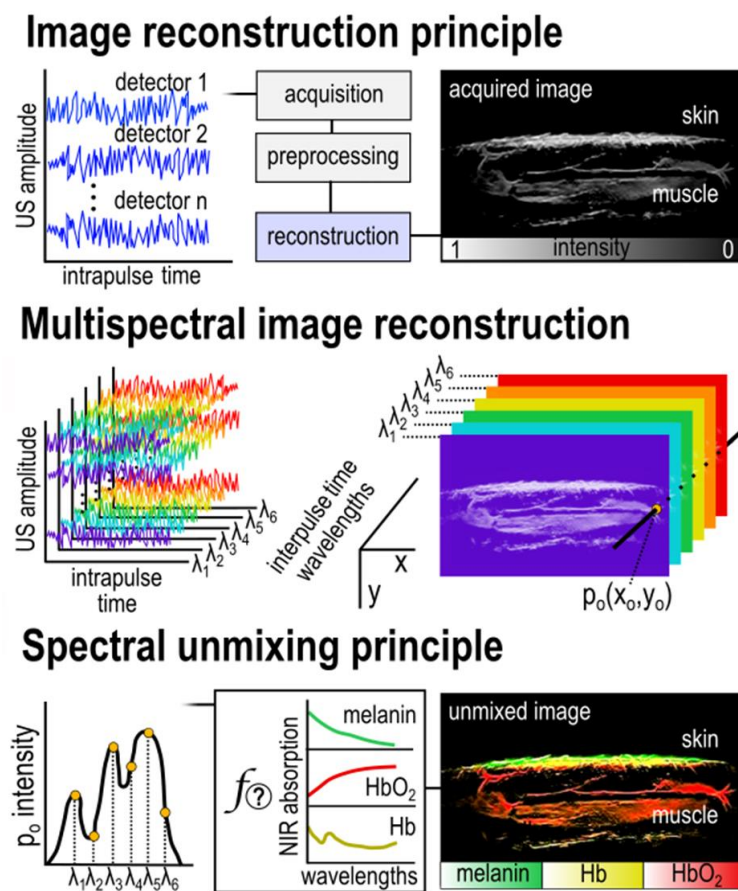 Image reconstruction principle
US amplitude
detector 1
detector 2
detector n
intrapulse time
acquisition
preprocessing
reconstruction
acquired image
skin
muscle
1 intensity 0
Multispectral image reconstruction
US amplitude
intrapulse
time
λ1 λ2 λ3 λ4 λ5 λ6
interpulse time
wavelengths
x
y
λ1 λ2 λ3 λ4 λ5 λ6
p₀(x₀,y₀)
Spectral unmixing principle
p₀ intensity
λ1 λ2 λ3 λ4 λ5 λ6
f?
NIR absorption
melanin
HbO₂
Hb
wavelengths
unmixed image
skin
muscle
melanin Hb HbO₂